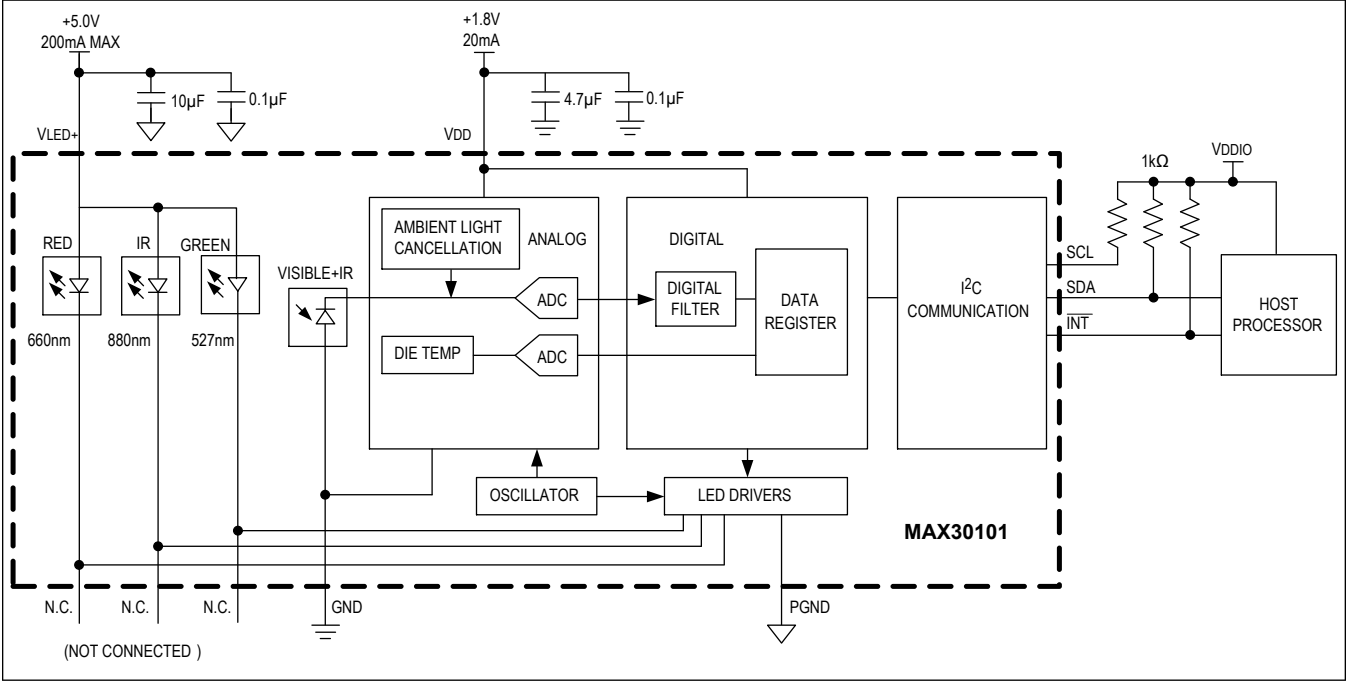 +5.0V
200mA MAX
+1.8V
20mA
10µF
0.1µF
4.7µF
0.1µF
VLED+
VDD
1kΩ
VDDIO
AMBIENT LIGHT
CANCELLATION
ANALOG
DIGITAL
RED
IR
GREEN
VISIBLE+IR
ADC
DIGITAL
FILTER
DATA
REGISTER
I2C
COMMUNICATION
SCL
SDA
INT
HOST
PROCESSOR
660nm
880nm
527nm
DIE TEMP
ADC
OSCILLATOR
LED DRIVERS
MAX30101
N.C.
N.C.
N.C.
GND
PGND
(NOT CONNECTED )